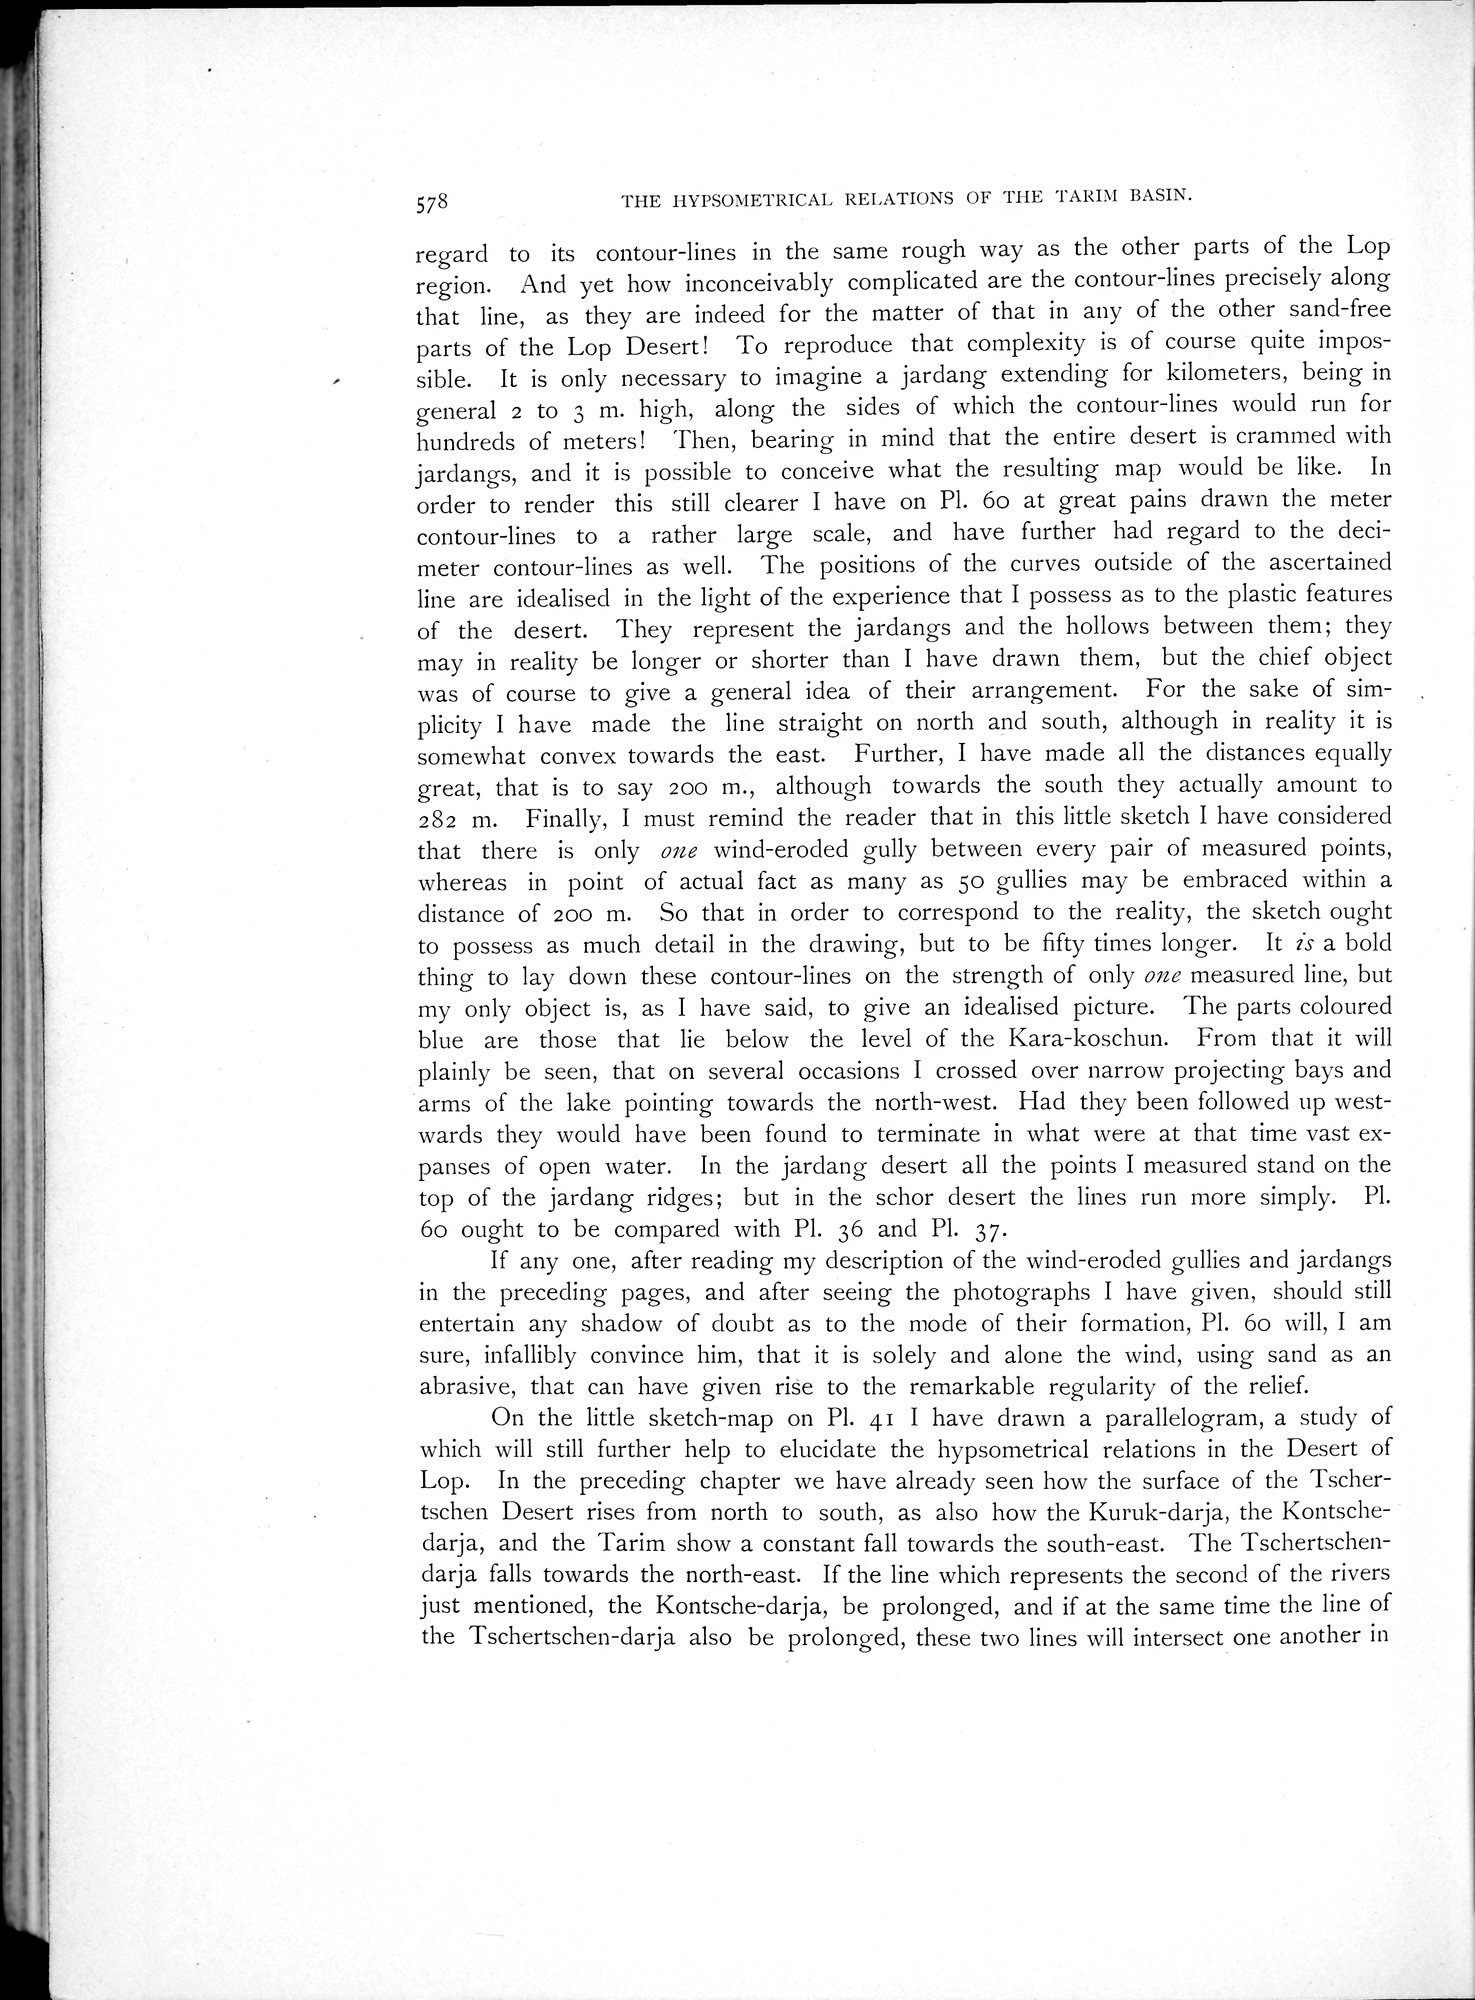 578 THE HYPSOMETRICAL RELATIONS OF THE TARIM BASIN.
regard to its contour-lines in the same rough way as the other parts of the Lop
region. And yet how inconceivably complicated are the contour-lines precisely along
that line, as they are indeed for the matter of that in any of the other sand-free
parts of the Lop Desert! To reproduce that complexity is of course quite impos-
sible. It is only necessary to imagine a jardang extending for kilometers, being in
general 2 to 3 m. high, along the sides of which the contour-lines would run for
hundreds of meters! Then, bearing in mind that the entire desert is crammed with
jardangs, and it is possible to conceive what the resulting map would be like. In
order to render this still clearer I have on Pl. 60 at great pains drawn the meter
contour-lines to a rather large scale, and have further had regard to the deci-
meter contour-lines as well. The positions of the curves outside of the ascertained
line are idealised in the light of the experience that I possess as to the plastic features
of the desert. They represent the jardangs and the hollows between them; they
may in reality be longer or shorter than I have drawn them, but the chief object
was of course to give a general idea of their arrangement. For the sake of sim-
plicity I have made the line straight on north and south, although in reality it is
somewhat convex towards the east. Further, I have made all the distances equally
great, that is to say 200 m., although towards the south they actually amount to
282 m. Finally, I must remind the reader that in this little sketch I have considered
that there is only one wind-eroded gully between every pair of measured points,
whereas in point of actual fact as many as 50 gullies may be embraced within a
distance of 200 m. So that in order to correspond to the reality, the sketch ought
to possess as much detail in the drawing, but to be fifty times longer. It is a bold
thing to lay down these contour-lines on the strength of only one measured line, but
my only object is, as I have said, to give an idealised picture. The parts coloured
blue are those that lie below the level of the Kara-koschun. From that it will
plainly be seen, that on several occasions I crossed over narrow projecting bays and
arms of the lake pointing towards the north-west. Had they been followed up west-
wards they would have been found to terminate in what were at that time vast ex-
panses of open water. In the jardang desert all the points I measured stand on the
top of the jardang ridges; but in the schor desert the lines run more simply. Pl.
60 ought to be compared with Pl. 36 and Pl. 37.
If any one, after reading my description of the wind-eroded gullies and jardangs
in the preceding pages, and after seeing the photographs I have given, should still
entertain any shadow of doubt as to the mode of their formation, Pl. 60 will, I am
sure, infallibly convince him, that it is solely and alone the wind, using sand as an
abrasive, that can have given rise to the remarkable regularity of the relief.
On the little sketch-map on Pl. 41 I have drawn a parallelogram, a study of
which will still further help to elucidate the hypsometrical relations in the Desert of
Lop. In the preceding chapter we have already seen how the surface of the Tscher-
tschen Desert rises from north to south, as also how the Kuruk-darja, the Kontsche-
darja, and the Tarim show a constant fall towards the south-east. The Tschertschen-
darja falls towards the north-east. If the line which represents the second of the rivers
just mentioned, the Kontsche-darja, be prolonged, and if at the same time the line of
the Tschertschen-darja also be prolonged, these two lines will intersect one another in